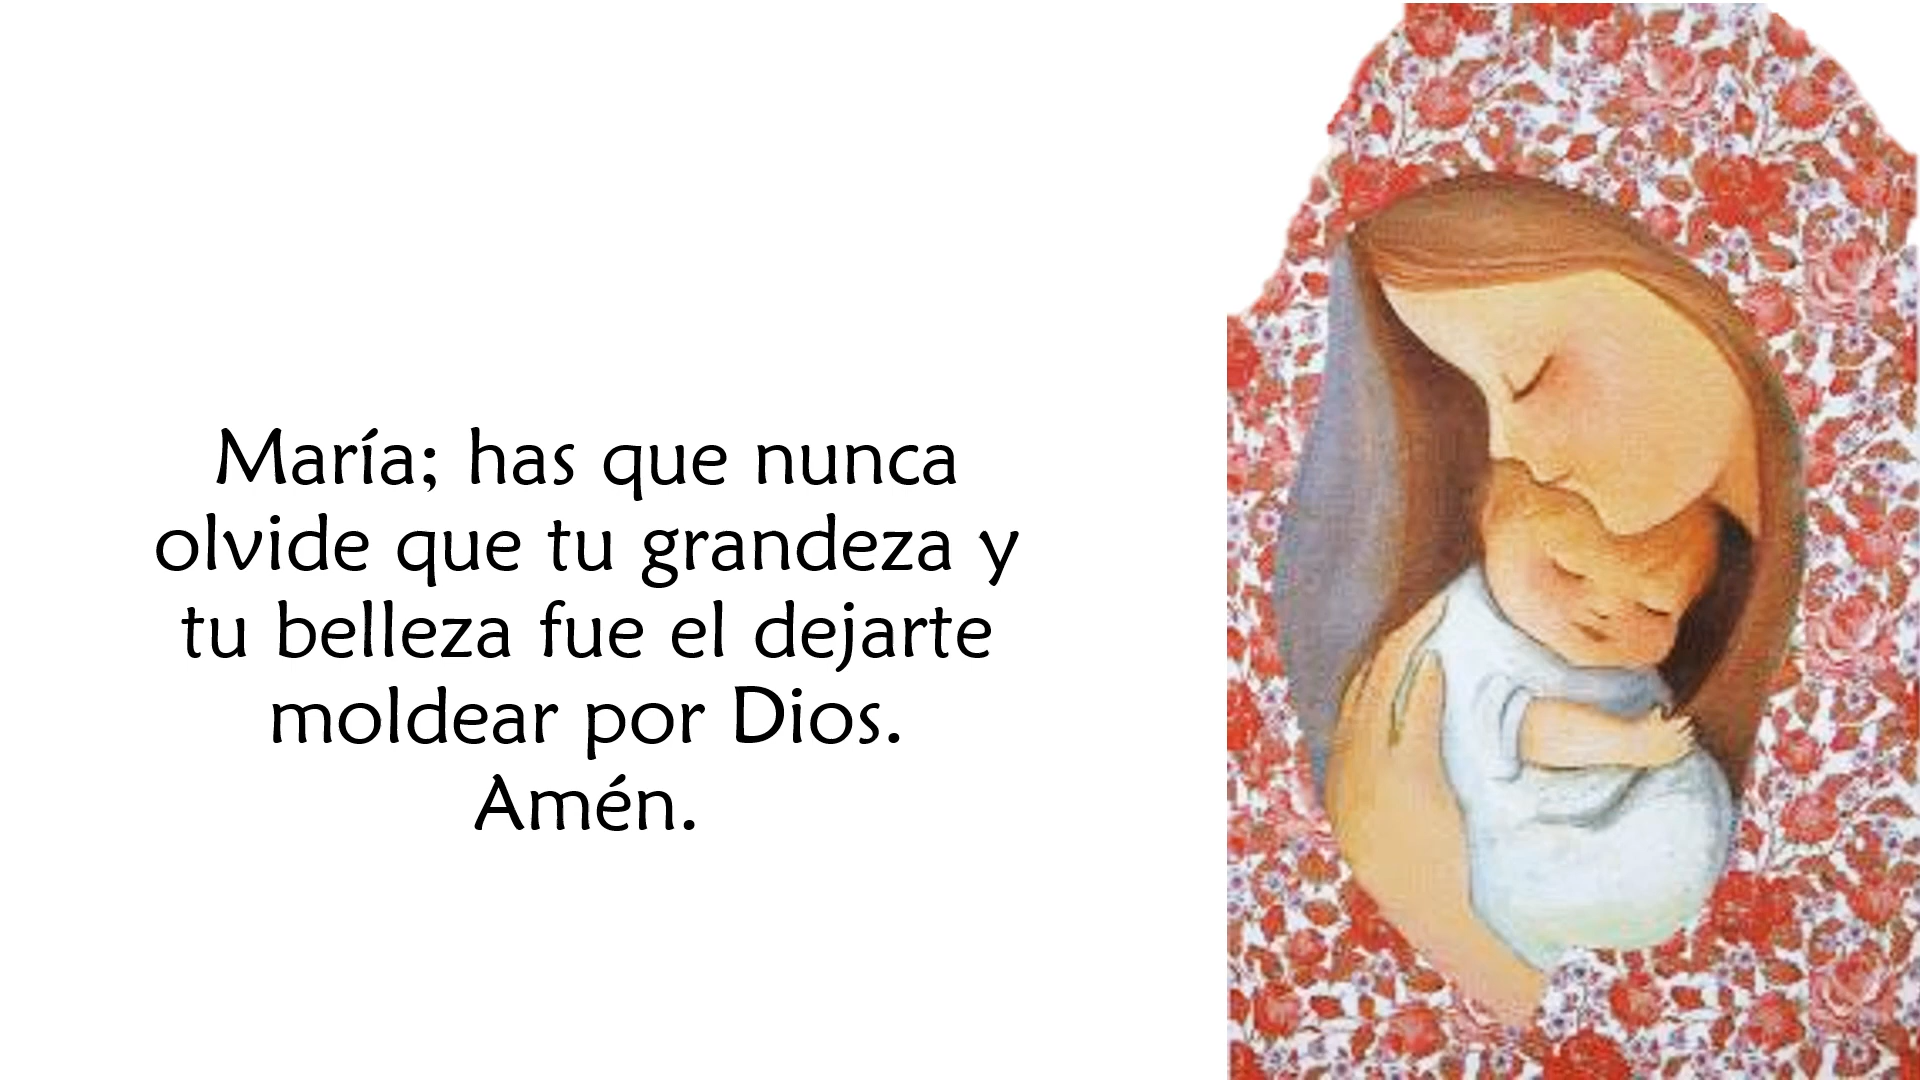 María; has que nunca
olvide que tu grandeza y
tu belleza fue el dejarte
moldear por Dios.
Amén.